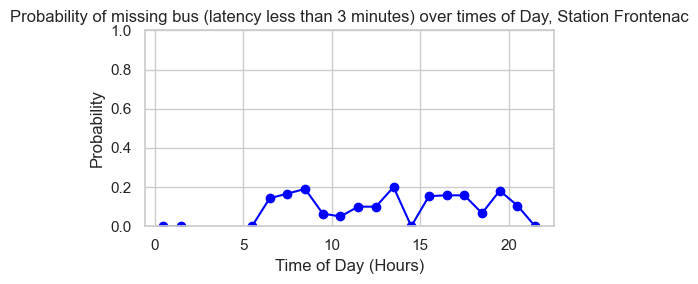 Probability of missing bus (latency less than 3 minutes) over times of Day, Station Frontenac
1.0
0.8
0.6
0.4
0.2
0.0
Probability
0 5 10 15 20
Time of Day (Hours)